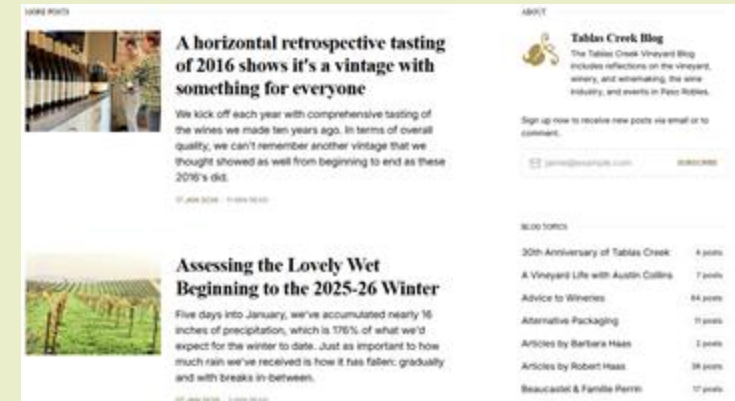 MORE POSTS
A horizontal retrospective tasting
of 2016 shows it's a vintage with
something for everyone
We kick off each year with comprehensive tasting of
the wines we made ten years ago. In terms of overall
quality, we can't remember another vintage that we
thought showed as well from beginning to end as these
2016's did.
Assessing the Lovely Wet
Beginning to the 2025-26 Winter
Five days into January, we've accumulated nearly 16
inches of precipitation, which is 176% of what we'd
expect for the winter to date. Just as important to how
much rain we've received is how it has fallen: gradually
and with breaks in-between.
ABOUT
Tablas Creek Blog
The Tablas Creek Vineyard Blog
includes reflections on the vineyard,
winery, and winemaking, the wine
industry, and events in Paso Robles.
Sign up now to receive new posts via email or to
comment.
jamie@example.com
SUBSCRIBE
BLOG TOPICS
30th Anniversary of Tablas Creek
4 posts
A Vineyard Life with Austin Collins
7 posts
Advice to Wineries
64 posts
Alternative Packaging
11 posts
Articles by Barbara Haas
2 posts
Articles by Robert Haas
posts
Beaucastel & Famille Perrin
17 posts